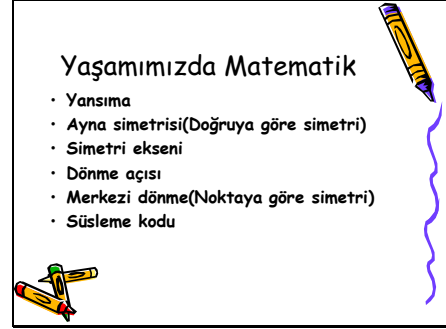 Yaşamımızda Matematik
• Yansıma
• Ayna simetrisi(Doğruya göre simetri)
• Simetri ekseni
• Dönme açısı
• Merkezi dönme(Noktaya göre simetri)
• Süsleme kodu